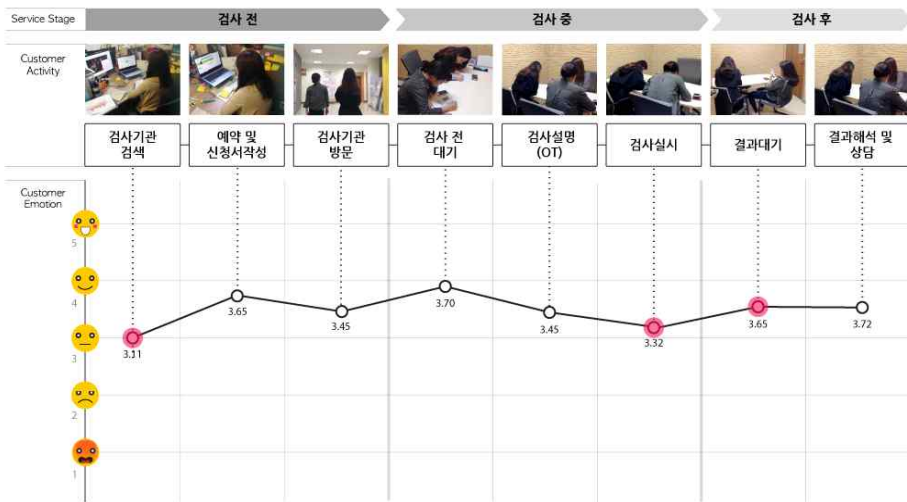 Service Stage
검사 전
검사 중
검사 후
Customer
Activity
검사기관
검색
예약 및
신청서작성
검사기관
방문
검사 전
대기
검사설명
(OT)
검사실시
결과대기
결과해석 및
상담
Customer
Emotion
5
4
3
2
1
3.11
3.65
3.45
3.70
3.45
3.32
3.65
3.72